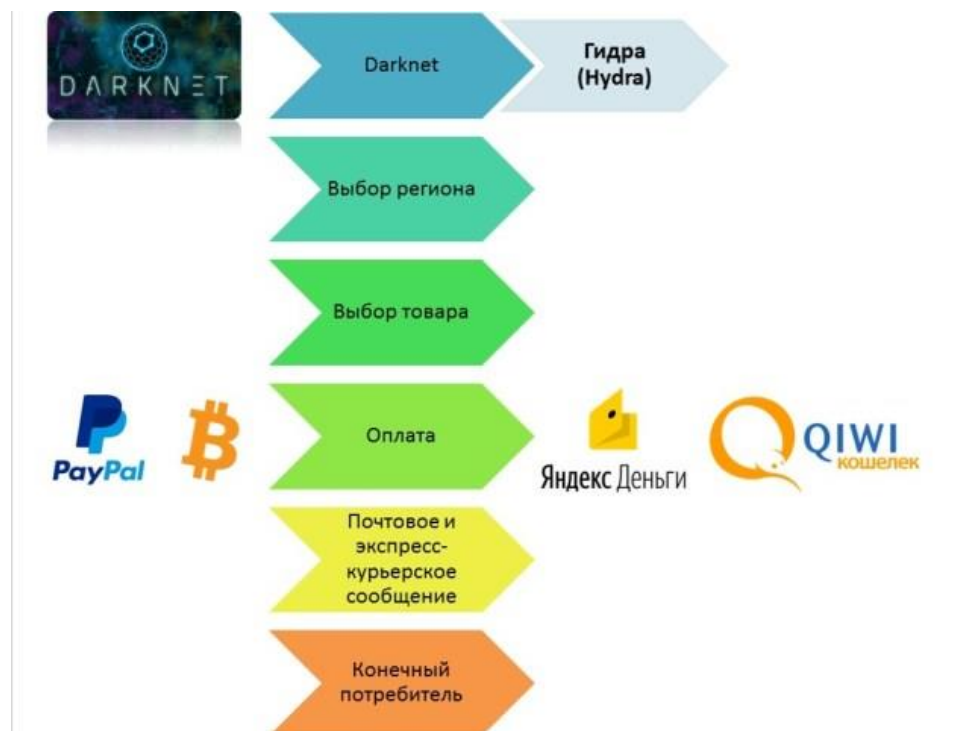 DARKNET
Darknet
Гидра
(Hydra)
Выбор региона
Выбор товара
PayPal
Оплата
Яндекс Деньги
QIWI
кошелек
Почтовое и
экспресс-
курьерское
сообщение
Конечный
потребитель